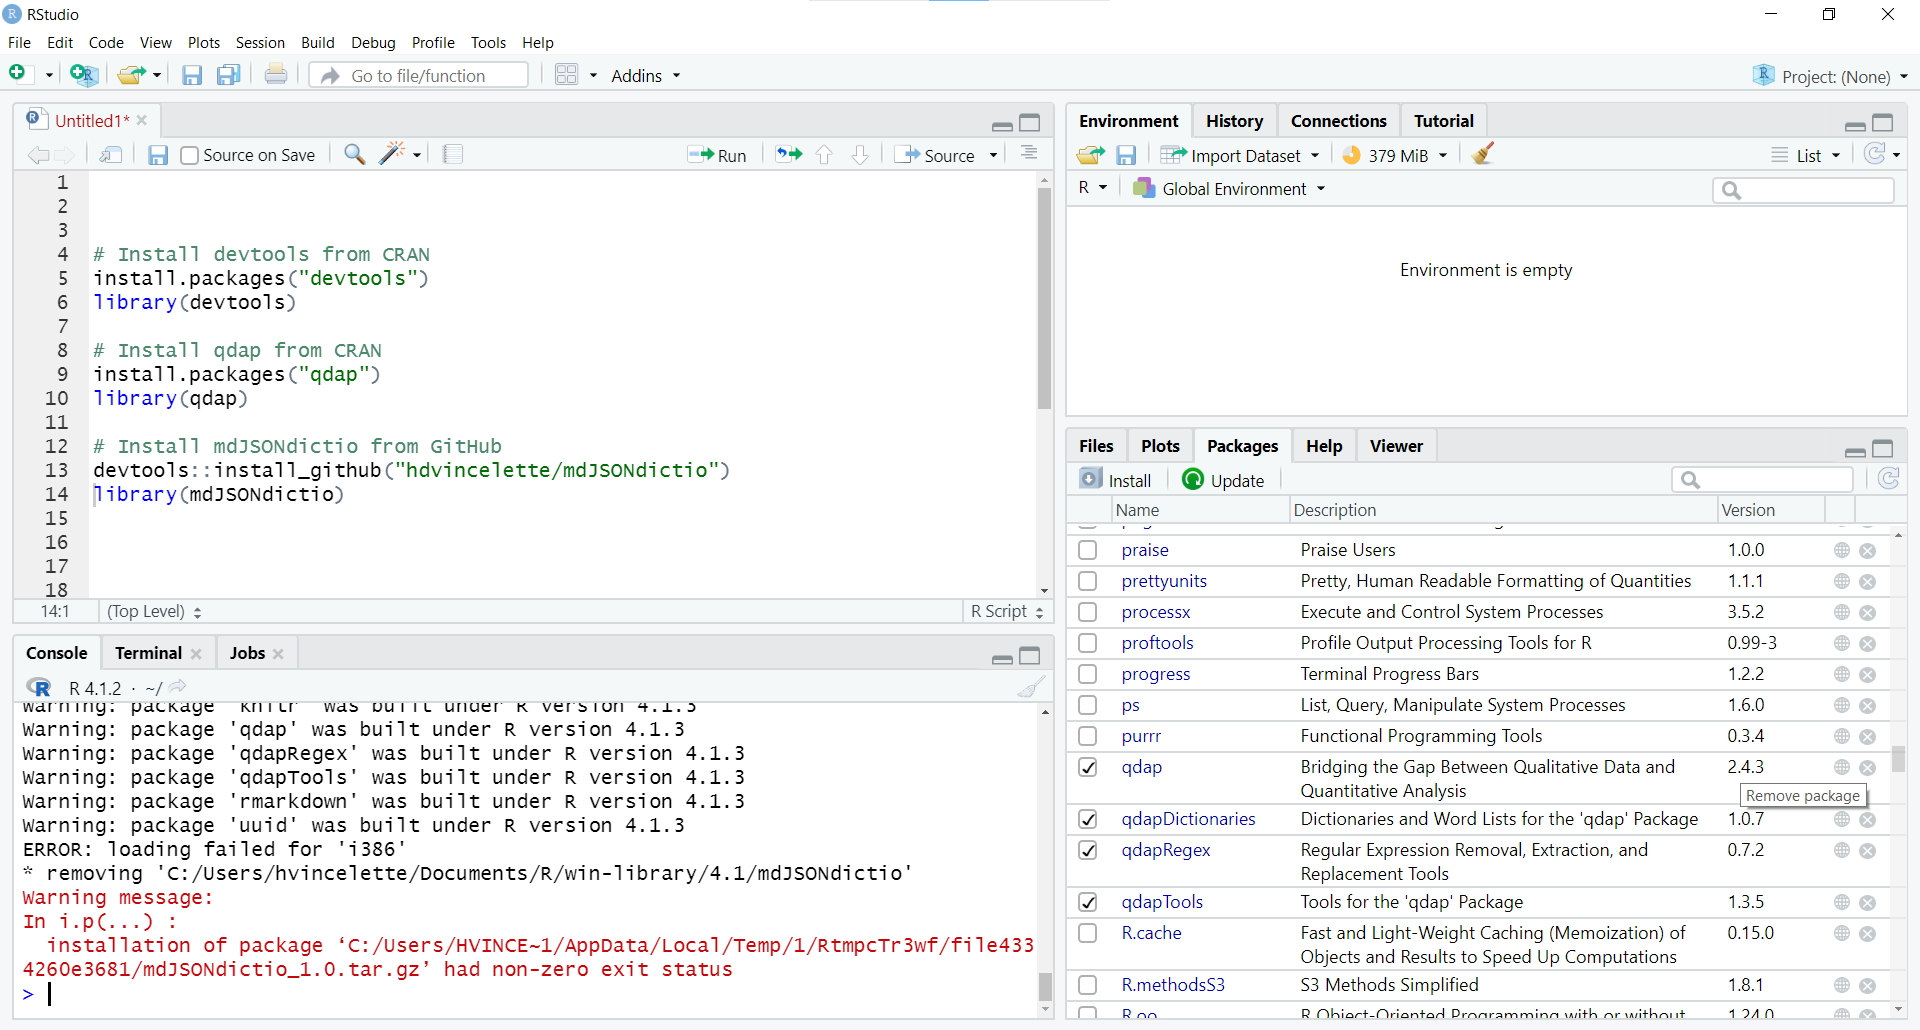 RStudio
File Edit Code View Plots Session Build Debug Profile Tools Help
Go to file/function Addins Project: (None)
Untitled1*
Source on Save Run Source
1
2
3
4 # Install devtools from CRAN
5 install.packages("devtools")
6 library(devtools)
7
8 # Install qdap from CRAN
9 install.packages("qdap")
10 library(qdap)
11
12 # Install mdJSONdictio from GitHub
13 devtools::install_github("hdvincelette/mdJSONdictio")
14 library(mdJSONdictio)
15
16
17
18
14:1 (Top Level) R Script
Console Terminal Jobs
R 4.1.2 · ~/
Warning: package 'knitr' was built under R version 4.1.3
Warning: package 'qdap' was built under R version 4.1.3
Warning: package 'qdapRegex' was built under R version 4.1.3
Warning: package 'qdapTools' was built under R version 4.1.3
Warning: package 'rmarkdown' was built under R version 4.1.3
Warning: package 'uuid' was built under R version 4.1.3
ERROR: loading failed for 'i386'
* removing 'C:/Users/hvincelette/Documents/R/win-library/4.1/mdJSONdictio'
Warning message:
In i.p(...) :
installation of package ‘C:/Users/HVINCE~1/AppData/Local/Temp/1/RtmpcTr3wf/file433
4260e3681/mdJSONdictio_1.0.tar.gz’ had non-zero exit status
>
Environment History Connections Tutorial
Import Dataset 379 MiB List
R Global Environment
Environment is empty
Files Plots Packages Help Viewer
Install Update
Name Description Version
praise Praise Users 1.0.0
prettyunits Pretty, Human Readable Formatting of Quantities 1.1.1
processx Execute and Control System Processes 3.5.2
proftools Profile Output Processing Tools for R 0.99-3
progress Terminal Progress Bars 1.2.2
ps List, Query, Manipulate System Processes 1.6.0
purrr Functional Programming Tools 0.3.4
qdap Bridging the Gap Between Qualitative Data and 2.4.3
Quantitative Analysis
Remove package
qdapDictionaries Dictionaries and Word Lists for the 'qdap' Package 1.0.7
qdapRegex Regular Expression Removal, Extraction, and 0.7.2
Replacement Tools
qdapTools Tools for the 'qdap' Package 1.3.5
R.cache Fast and Light-Weight Caching (Memoization) of 0.15.0
Objects and Results to Speed Up Computations
R.methodsS3 S3 Methods Simplified 1.8.1
R.oo R Object-Oriented Programming with or without 1.24.0